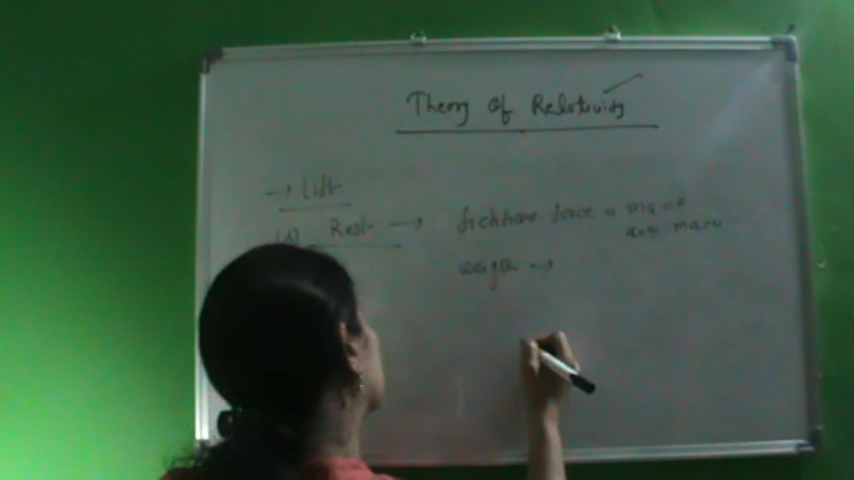 Theory of Relativity
→ Lift
(1) Rest → fictitious force = ma = 0
weight →